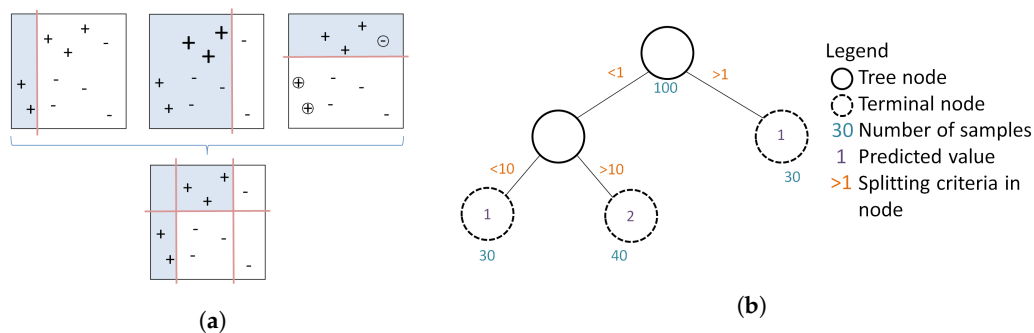 <1
>1
100
<10
>10
1
30
1
2
30
40
Legend
Tree node
Terminal node
30 Number of samples
1 Predicted value
>1 Splitting criteria in
node
(a)
(b)